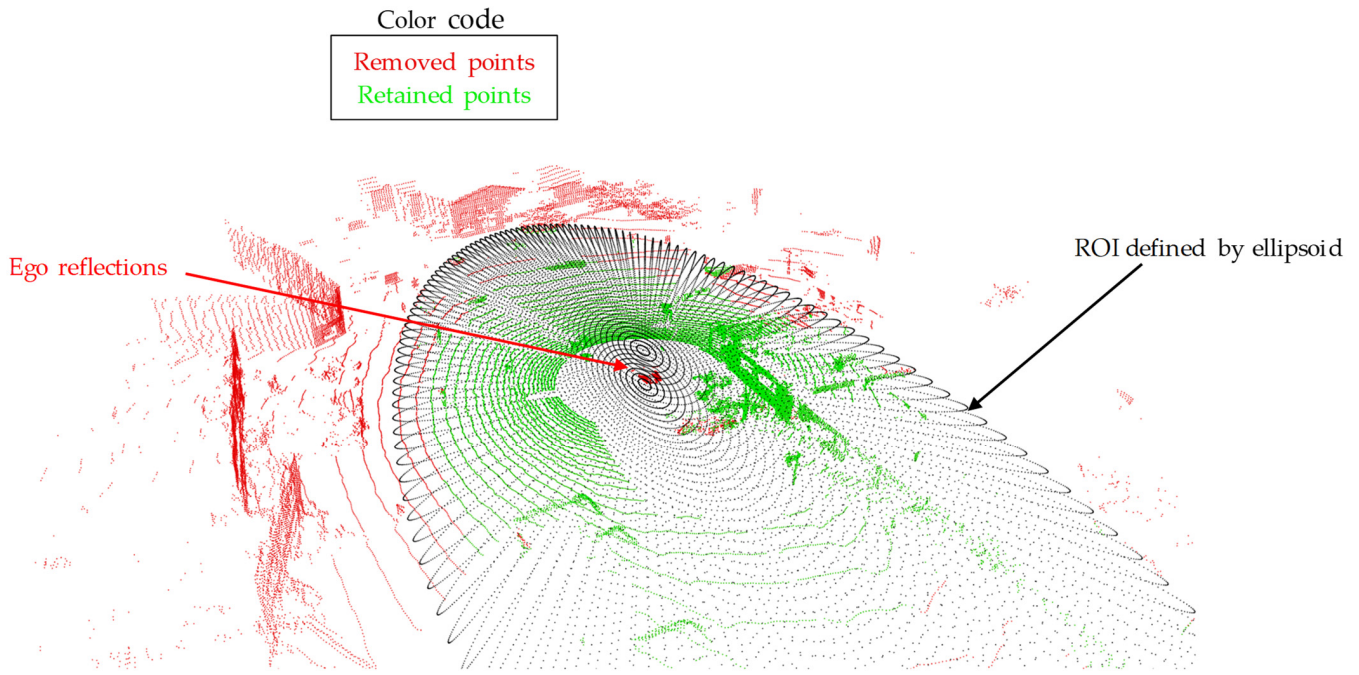 Color code
Removed points
Retained points
Ego reflections
ROI defined by ellipsoid